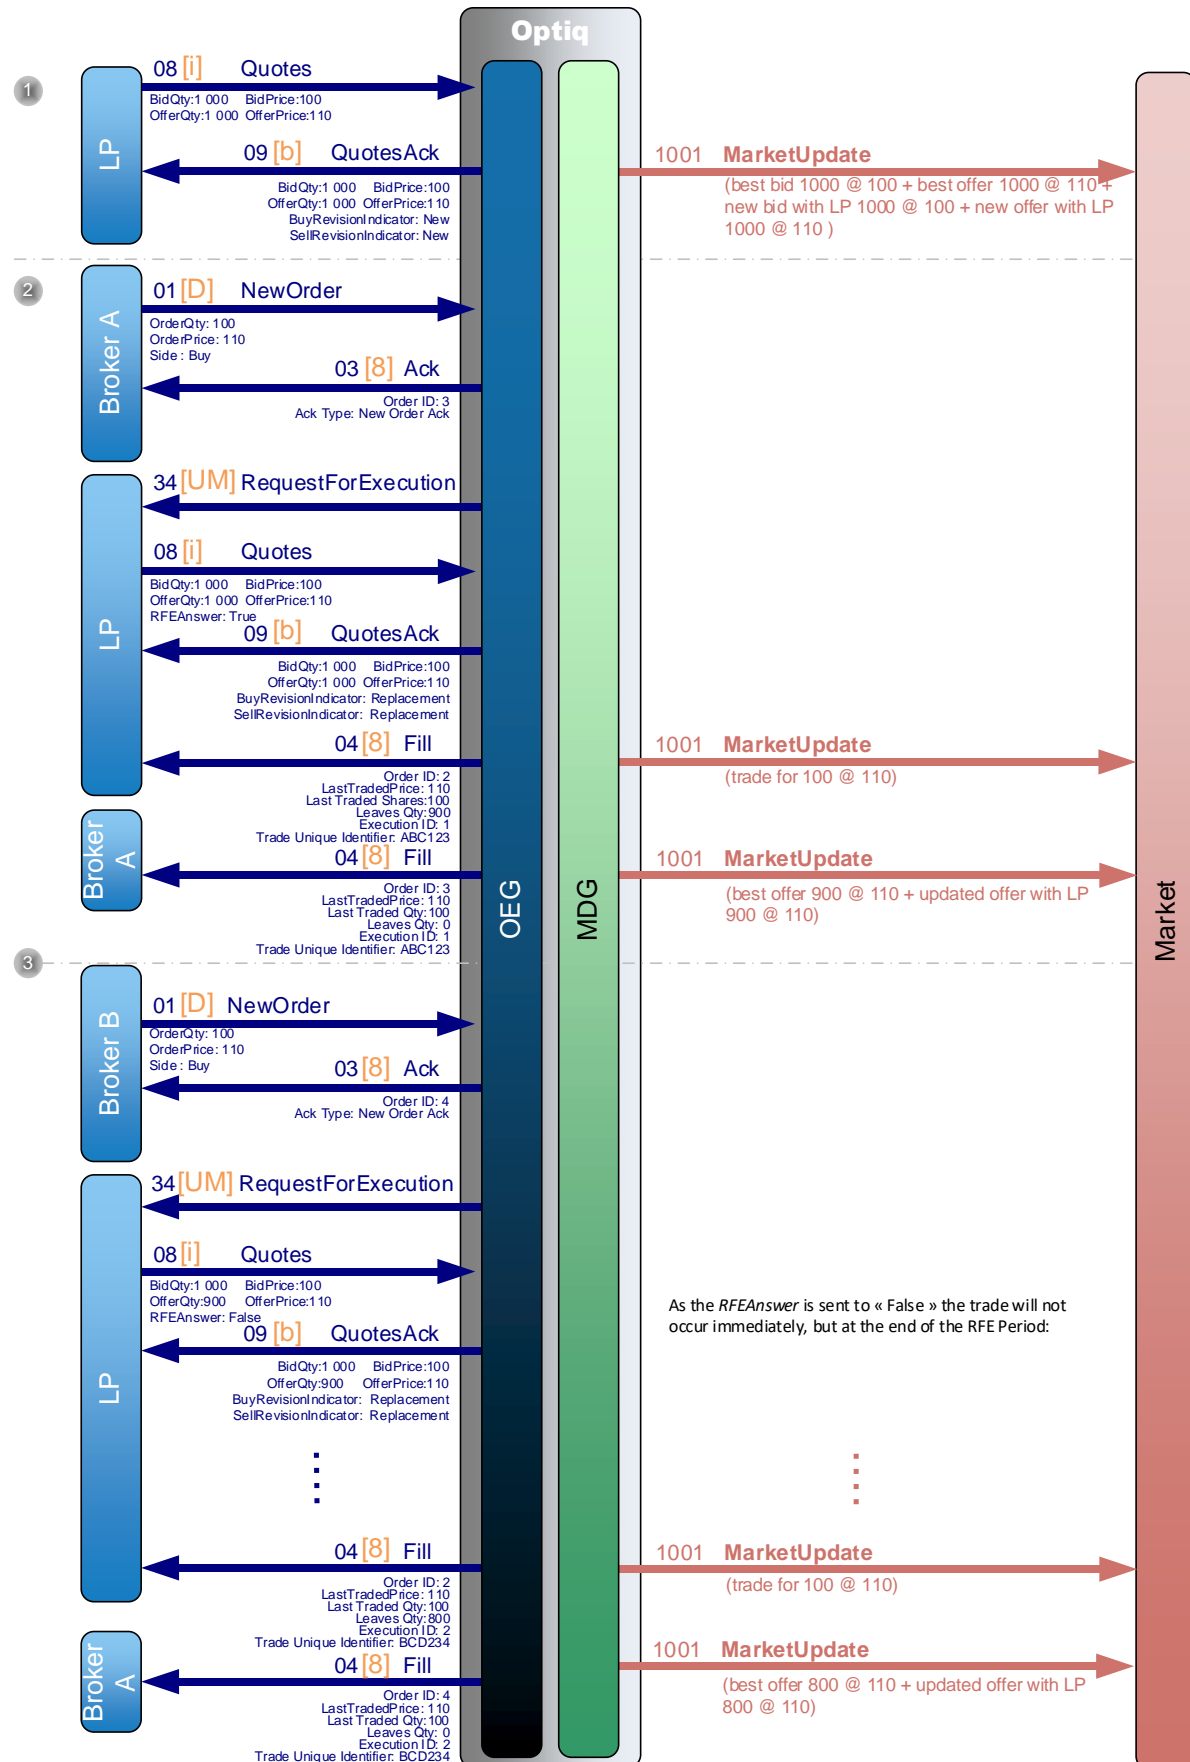 Optiq
1
LP
08 [i] Quotes
BidQty:1 000 BidPrice:100
OfferQty:1 000 OfferPrice:110
09 [b] QuotesAck
BidQty:1 000 BidPrice:100
OfferQty:1 000 OfferPrice:110
BuyRevisionIndicator: New
SellRevisionIndicator: New
1001 MarketUpdate
(best bid 1000 @ 100 + best offer 1000 @ 110 +
new bid with LP 1000 @ 100 + new offer with LP
1000 @ 110 )
2
Broker A
01 [D] NewOrder
OrderQty: 100
OrderPrice: 110
Side : Buy
03 [8] Ack
Order ID: 3
Ack Type: New Order Ack
LP
34 [UM] RequestForExecution
08 [i] Quotes
BidQty:1 000 BidPrice:100
OfferQty:1 000 OfferPrice:110
RFEAnswer: True
09 [b] QuotesAck
BidQty:1 000 BidPrice:100
OfferQty:1 000 OfferPrice:110
BuyRevisionIndicator: Replacement
SellRevisionIndicator: Replacement
04 [8] Fill
Order ID: 2
LastTradedPrice: 110
Last Traded Shares:100
Leaves Qty:900
Execution ID: 1
Trade Unique Identifier: ABC123
1001 MarketUpdate
(trade for 100 @ 110)
Broker
A
04 [8] Fill
Order ID: 3
LastTradedPrice: 110
Last Traded Qty:100
Leaves Qty: 0
Execution ID: 1
Trade Unique Identifier: ABC123
1001 MarketUpdate
(best offer 900 @ 110 + updated offer with LP
900 @ 110)
OEG
MDG
Market
3
Broker B
01 [D] NewOrder
OrderQty: 100
OrderPrice: 110
Side : Buy
03 [8] Ack
Order ID: 4
Ack Type: New Order Ack
LP
34 [UM] RequestForExecution
08 [i] Quotes
BidQty:1 000 BidPrice:100
OfferQty:900 OfferPrice:110
RFEAnswer: False
09 [b] QuotesAck
BidQty:1 000 BidPrice:100
OfferQty:900 OfferPrice:110
BuyRevisionIndicator: Replacement
SellRevisionIndicator: Replacement
As the RFEAnswer is sent to « False » the trade will not
occur immediately, but at the end of the RFE Period:
04 [8] Fill
Order ID: 2
LastTradedPrice: 110
Last Traded Qty:100
Leaves Qty:800
Execution ID: 2
Trade Unique Identifier: BCD234
1001 MarketUpdate
(trade for 100 @ 110)
Broker
A
04 [8] Fill
Order ID: 4
LastTradedPrice: 110
Last Traded Qty:100
Leaves Qty: 0
Execution ID: 2
Trade Unique Identifier: BCD234
1001 MarketUpdate
(best offer 800 @ 110 + updated offer with LP
800 @ 110)